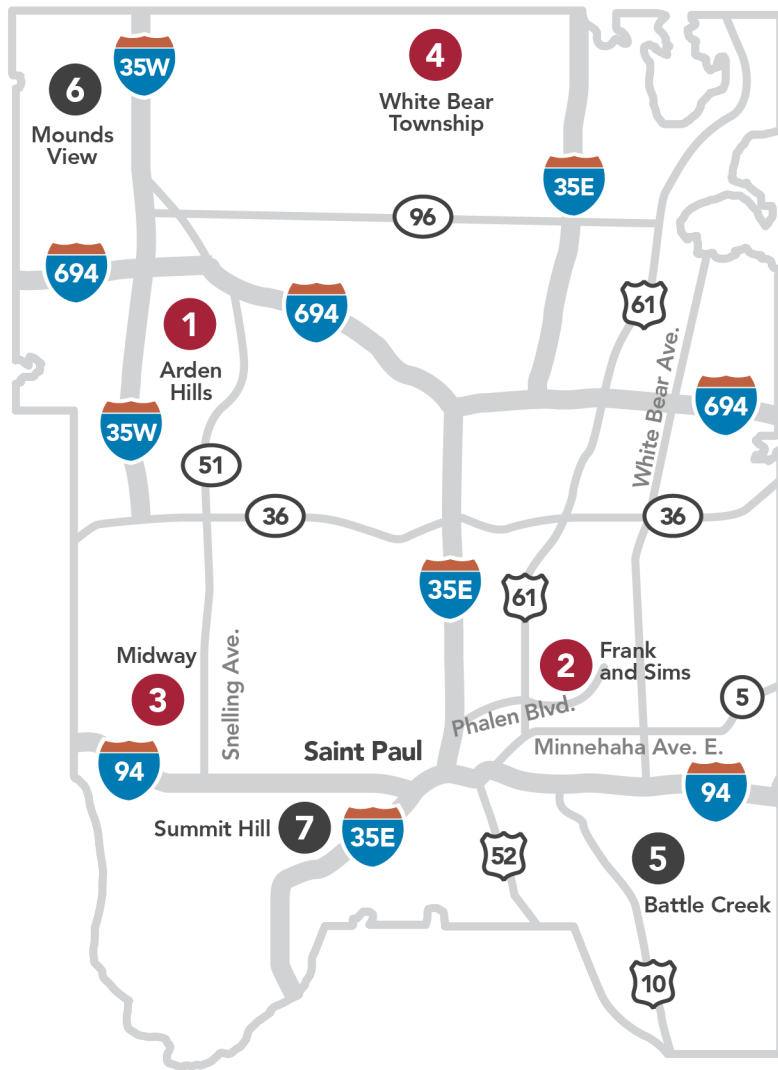 35W
4
6
White Bear
Township
Mounds
View
35E
96
694
61
694
1
Arden
Hills
White Bear Ave.
694
35W
51
36
36
35E
61
Midway
2
Frank
and Sims
3
Snelling Ave.
5
Phalen Blvd.
Saint Paul
Minnehaha Ave. E.
94
94
Summit Hill
7
35E
52
5
Battle Creek
10